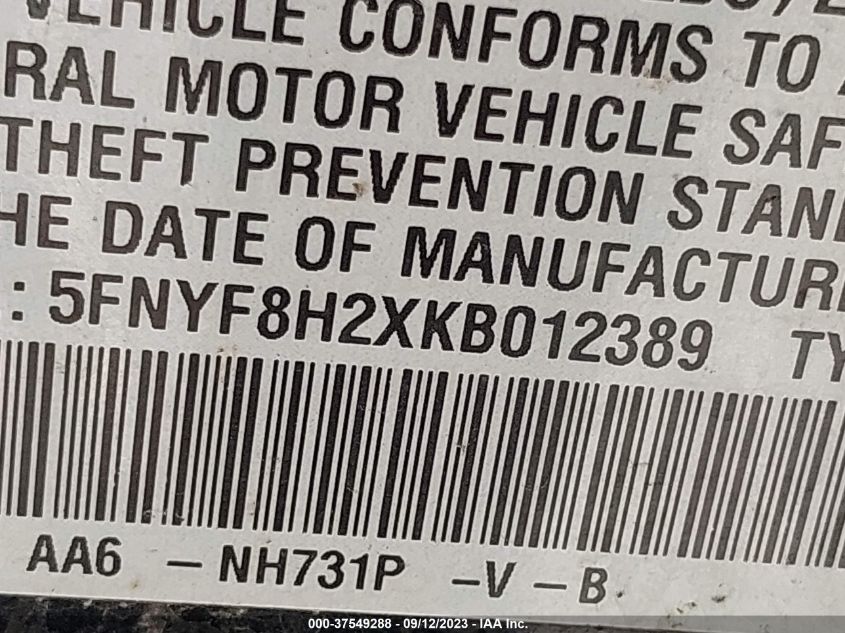 VEHICLE CONFORMS TO
RAL MOTOR VEHICLE SAF
THEFT PREVENTION STAN
HE DATE OF MANUFACTURE
: 5FNYF8H2XKB012389 TY
AA6 - NH731P - V - B
000-37549288 - 09/12/2023 - IAA Inc.